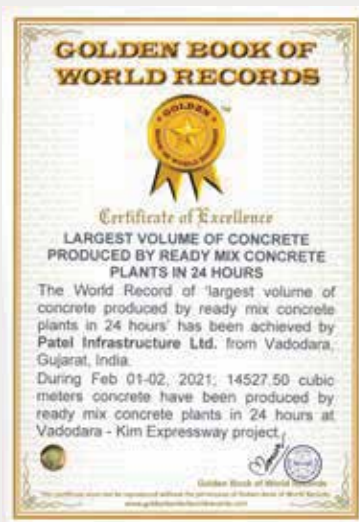 GOLDEN BOOK OF
WORLD RECORDS
GOLDEN
TM
Certificate of Excellence
LARGEST VOLUME OF CONCRETE
PRODUCED BY READY MIX CONCRETE
PLANTS IN 24 HOURS
The World Record of 'largest volume of
concrete produced by ready mix concrete
plants in 24 hours' has been achieved by
Patel Infrastructure Ltd. from Vadodara,
Gujarat, India.
During Feb 01-02, 2021; 14527.50 cubic
meters concrete have been produced by
ready mix concrete plants in 24 hours at
Vadodara - Kim Expressway project.
Golden Book of World Records